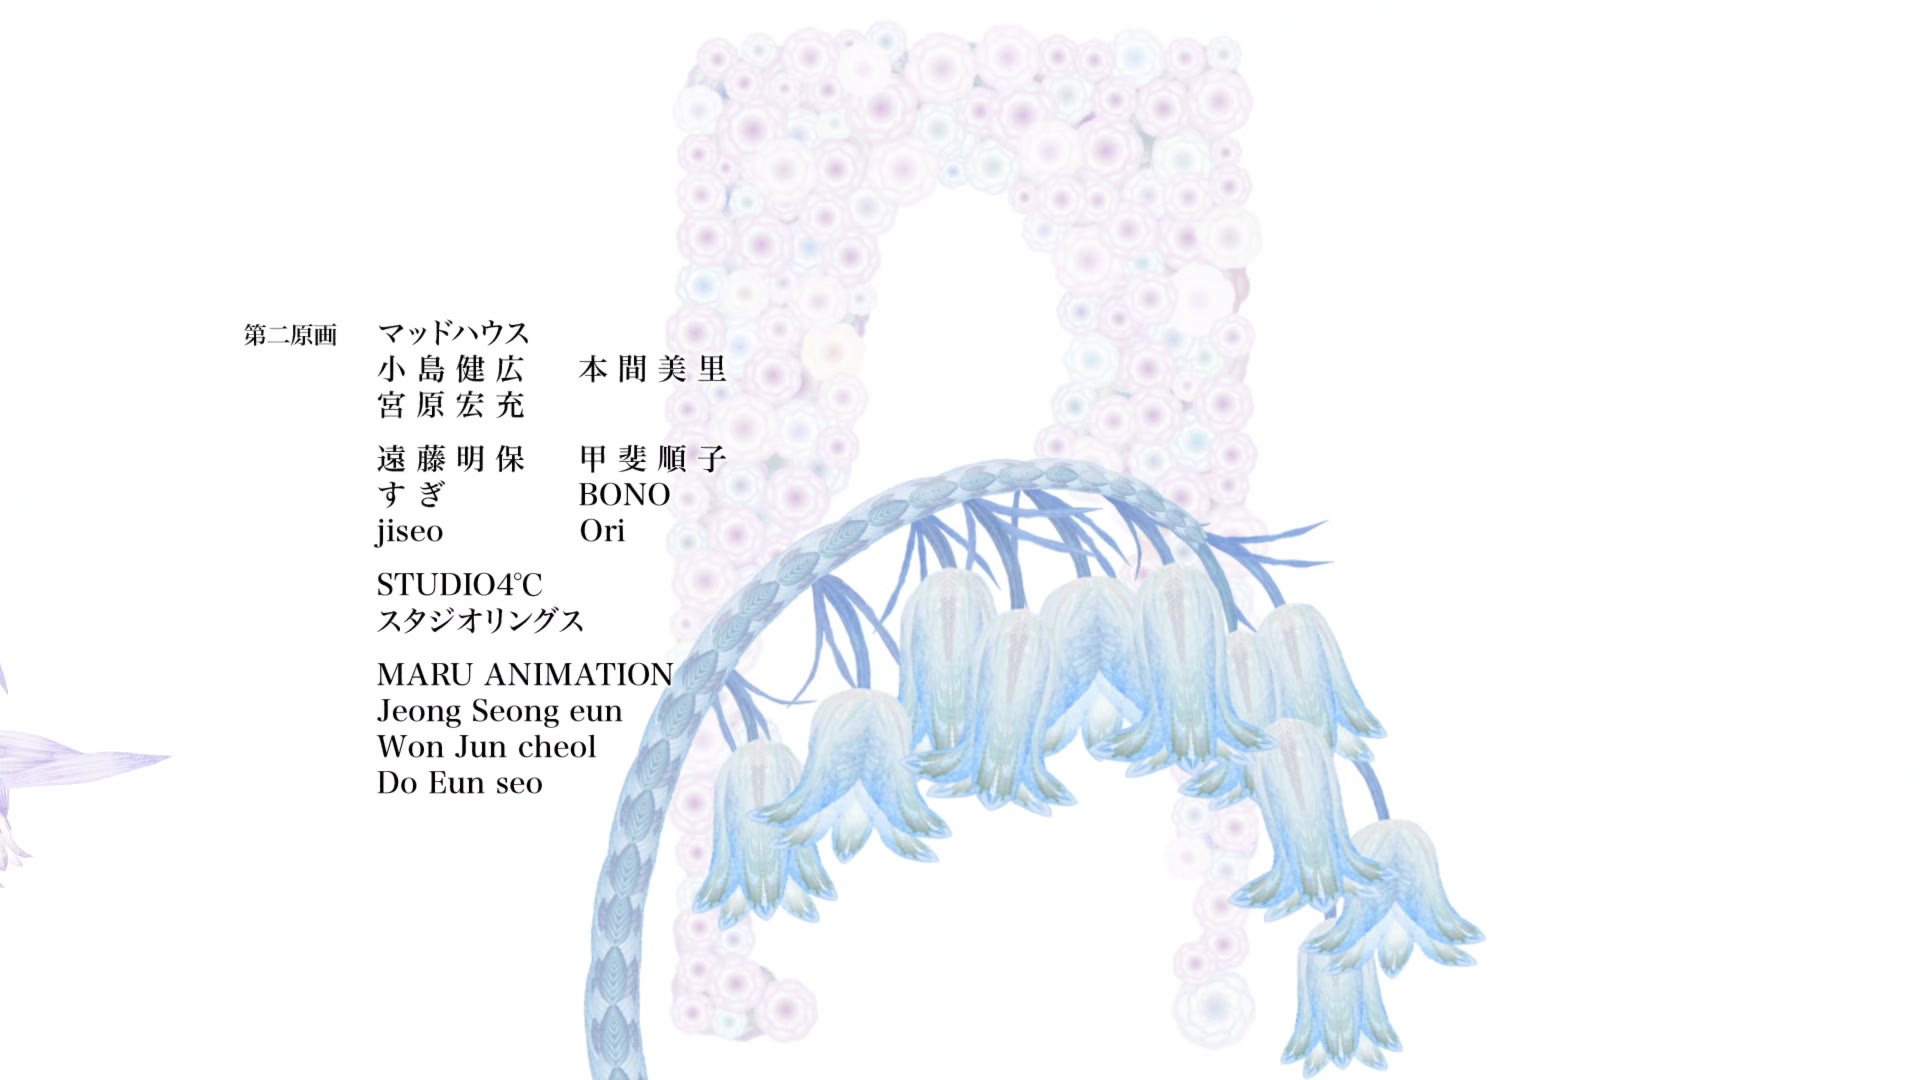 第二原画 マッドハウス
小島健広 本間美里
宮原宏充
遠藤明保 甲斐順子
すぎ BONO
jiseo Ori
STUDIO4℃
スタジオリングス
MARU ANIMATION
Jeong Seong eun
Won Jun cheol
Do Eun seo